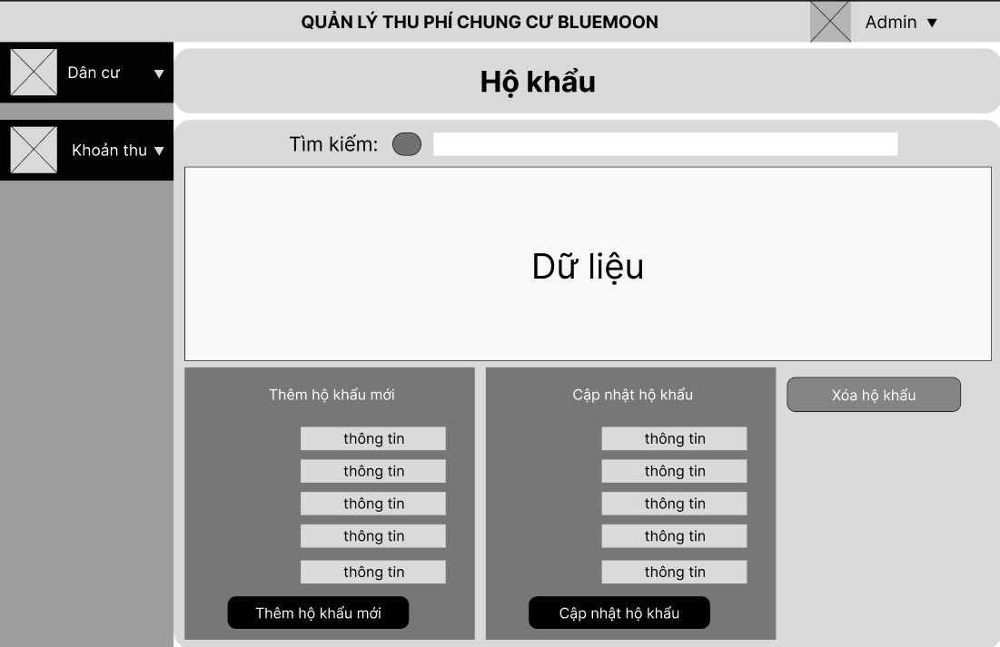 QUẢN LÝ THU PHÍ CHUNG CƯ BLUEMOON
Admin ▼
Dân cư ▼
Khoản thu ▼
Hộ khẩu
Tìm kiếm:
Dữ liệu
Thêm hộ khẩu mới
thông tin
thông tin
thông tin
thông tin
thông tin
Thêm hộ khẩu mới
Cập nhật hộ khẩu
thông tin
thông tin
thông tin
thông tin
thông tin
Cập nhật hộ khẩu
Xóa hộ khẩu